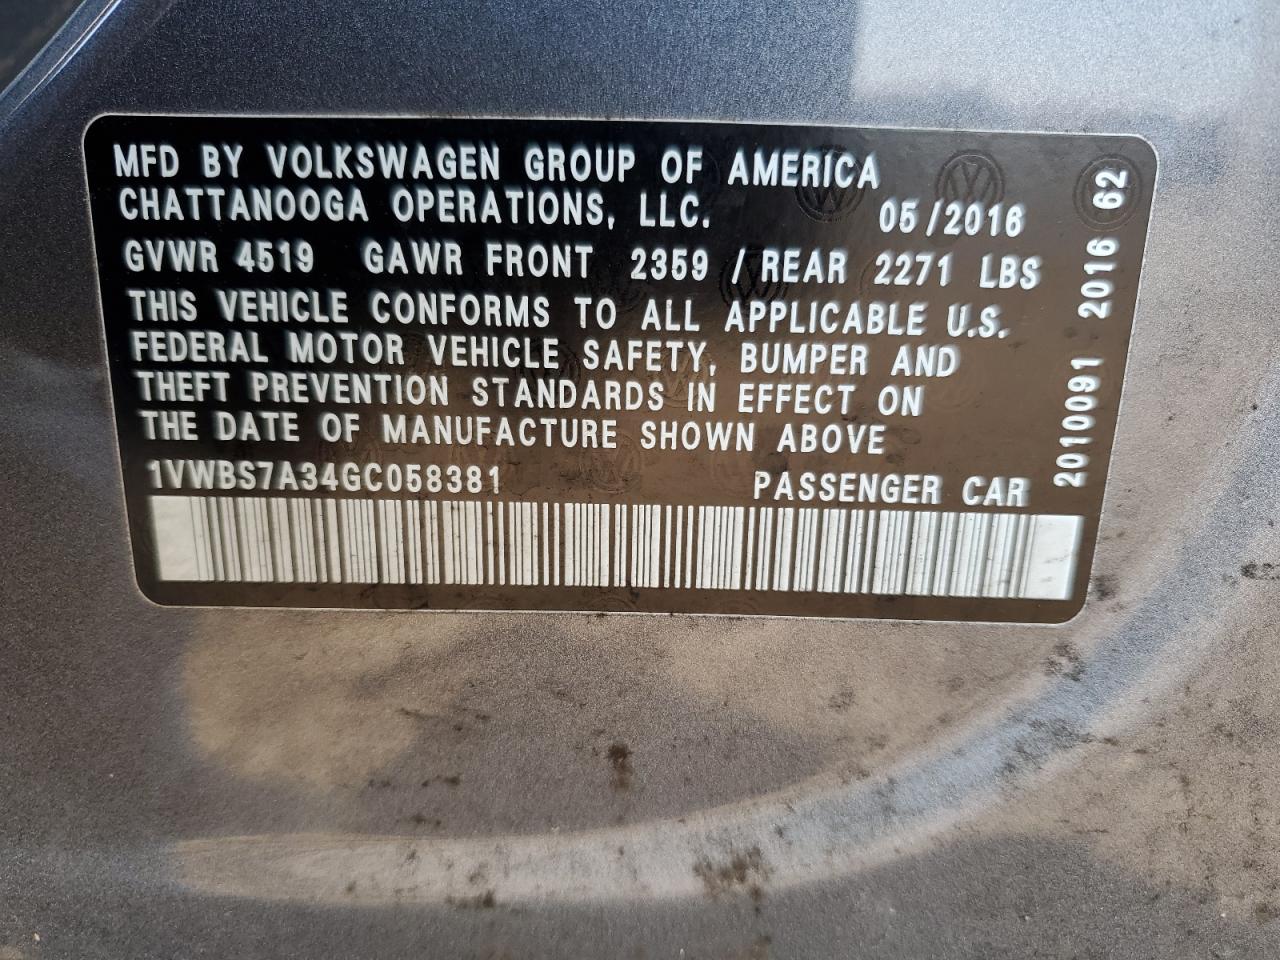 MFD BY VOLKSWAGEN GROUP OF AMERICA
CHATTANOOGA OPERATIONS, LLC. 05/2016
GVWR 4519 GAWR FRONT 2359 / REAR 2271 LBS
THIS VEHICLE CONFORMS TO ALL APPLICABLE U.S.
FEDERAL MOTOR VEHICLE SAFETY, BUMPER AND
THEFT PREVENTION STANDARDS IN EFFECT ON
THE DATE OF MANUFACTURE SHOWN ABOVE
1VWBS7A34GC058381 PASSENGER CAR
2010091 2016 62